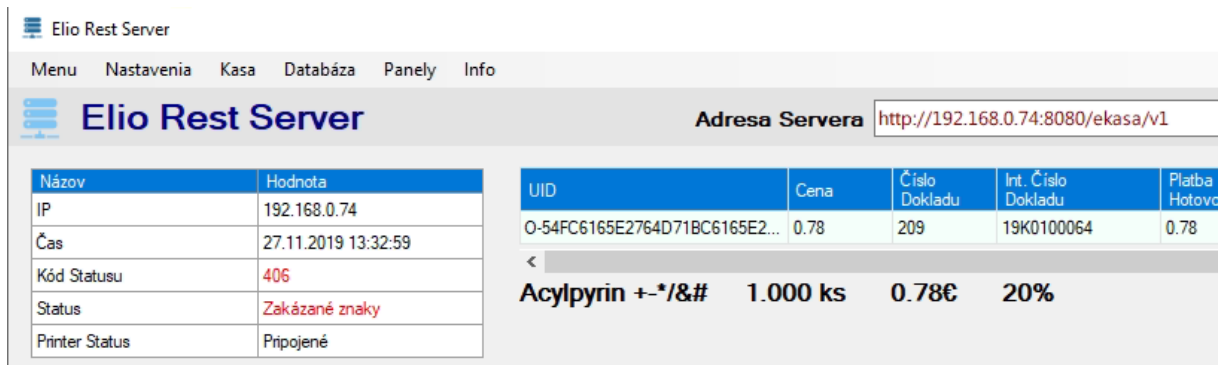 Elio Rest Server
Menu Nastavenia Kasa Databáza Panely Info
Elio Rest Server
Adresa Servera http://192.168.0.74:8080/ekasa/v1
Názov Hodnota
IP 192.168.0.74
Čas 27.11.2019 13:32:59
Kód Statusu 406
Status Zakázané znaky
Printer Status Pripojené
UID Cena Číslo Dokladu Int. Číslo Dokladu Platba Hotovo
O-54FC6165E2764D71BC6165E2... 0.78 209 19K0100064 0.78
Acylpyrin +-*/&# 1.000 ks 0.78€ 20%